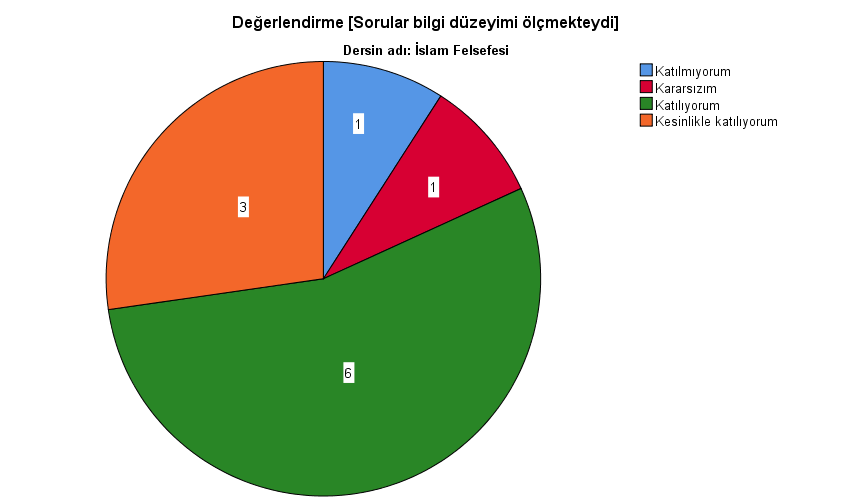 Değerlendirme [Sorular bilgi düzeyimi ölçmekteydi]
Dersin adı: İslam Felsefesi
Katılmıyorum
Kararsızım
Katılıyorum
Kesinlikle katılıyorum
1
1
3
6